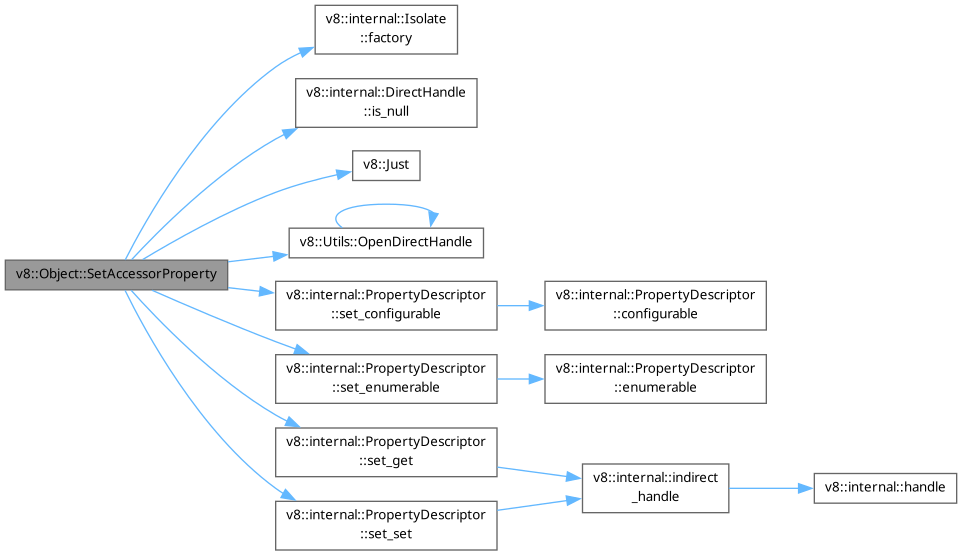 v8::internal::Isolate
::factory
v8::internal::DirectHandle
::is_null
v8::Just
v8::Utils::OpenDirectHandle
v8::Object::SetAccessorProperty
v8::internal::PropertyDescriptor
::set_configurable
v8::internal::PropertyDescriptor
::configurable
v8::internal::PropertyDescriptor
::set_enumerable
v8::internal::PropertyDescriptor
::enumerable
v8::internal::PropertyDescriptor
::set_get
v8::internal::indirect
_handle
v8::internal::handle
v8::internal::PropertyDescriptor
::set_set